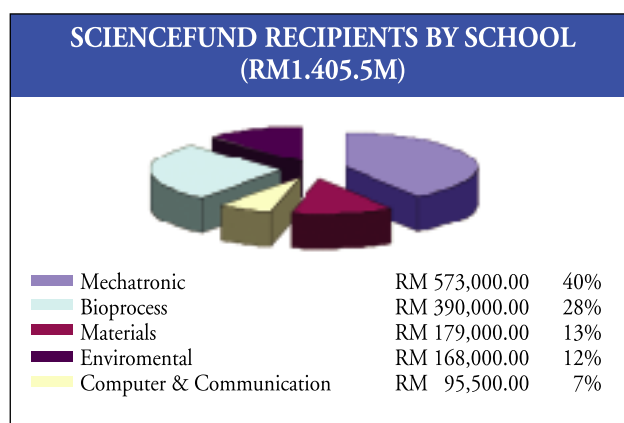 SCIENCEFUND RECIPIENTS BY SCHOOL
(RM1.405.5M)
Mechatronic RM 573,000.00 40%
Bioprocess RM 390,000.00 28%
Materials RM 179,000.00 13%
Enviromental RM 168,000.00 12%
Computer & Communication RM 95,500.00 7%